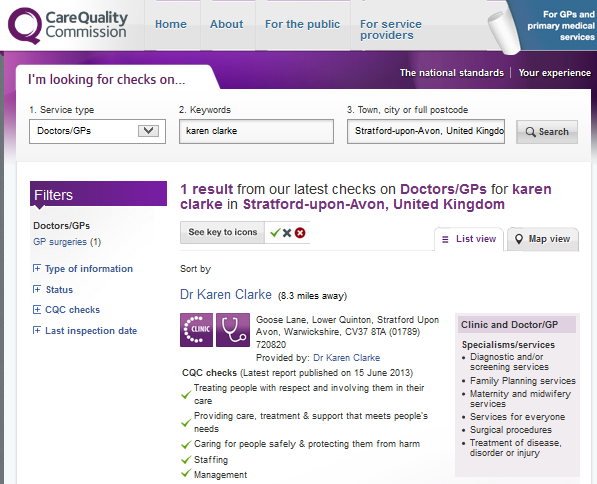 CareQuality
Commission
Home
About
For the public
For service
providers
For GPs and
primary medical
services
I'm looking for checks on...
The national standards
Your experience
1. Service type
2. Keywords
3. Town, city or full postcode
Doctors/GPs
karen clarke
Stratford-upon-Avon, United Kingdo
Search
Filters
Doctors/GPs
GP surgeries (1)
Type of information
Status
CQC checks
Last inspection date
1 result from our latest checks on Doctors/GPs for karen
clarke in Stratford-upon-Avon, United Kingdom
See key to icons
List view
Map view
Sort by
Dr Karen Clarke (8.3 miles away)
CLINIC
Goose Lane, Lower Quinton, Stratford Upon
Avon, Warwickshire, CV37 8TA (01789)
720820
Provided by: Dr Karen Clarke
CQC checks (Latest report published on 15 June 2013)
Treating people with respect and involving them in their
care
Providing care, treatment & support that meets people's
needs
Caring for people safely & protecting them from harm
Staffing
Management
Clinic and Doctor/GP
Specialisms/services
Diagnostic and/or
screening services
Family Planning services
Maternity and midwifery
services
Services for everyone
Surgical procedures
Treatment of disease,
disorder or injury